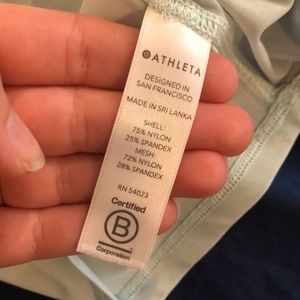 ATHLETA
DESIGNED IN
SAN FRANCISCO
MADE IN SRI LANKA
SHELL:
75% NYLON
25% SPANDEX
MESH:
72% NYLON
28% SPANDEX
RN 54023
Certified
B
Corporation